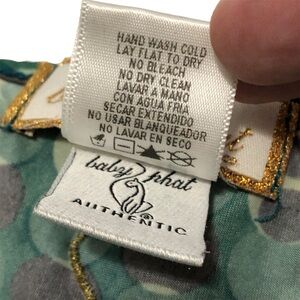 HAND WASH COLD
LAY FLAT TO DRY
NO BLEACH
NO DRY CLEAN
LAVAR A MANO
CON AGUA FRIA
SECAR EXTENDIDO
NO USAR BLANQUEADOR
NO LAVAR EN SECO
baby phat
AUTHENTIC